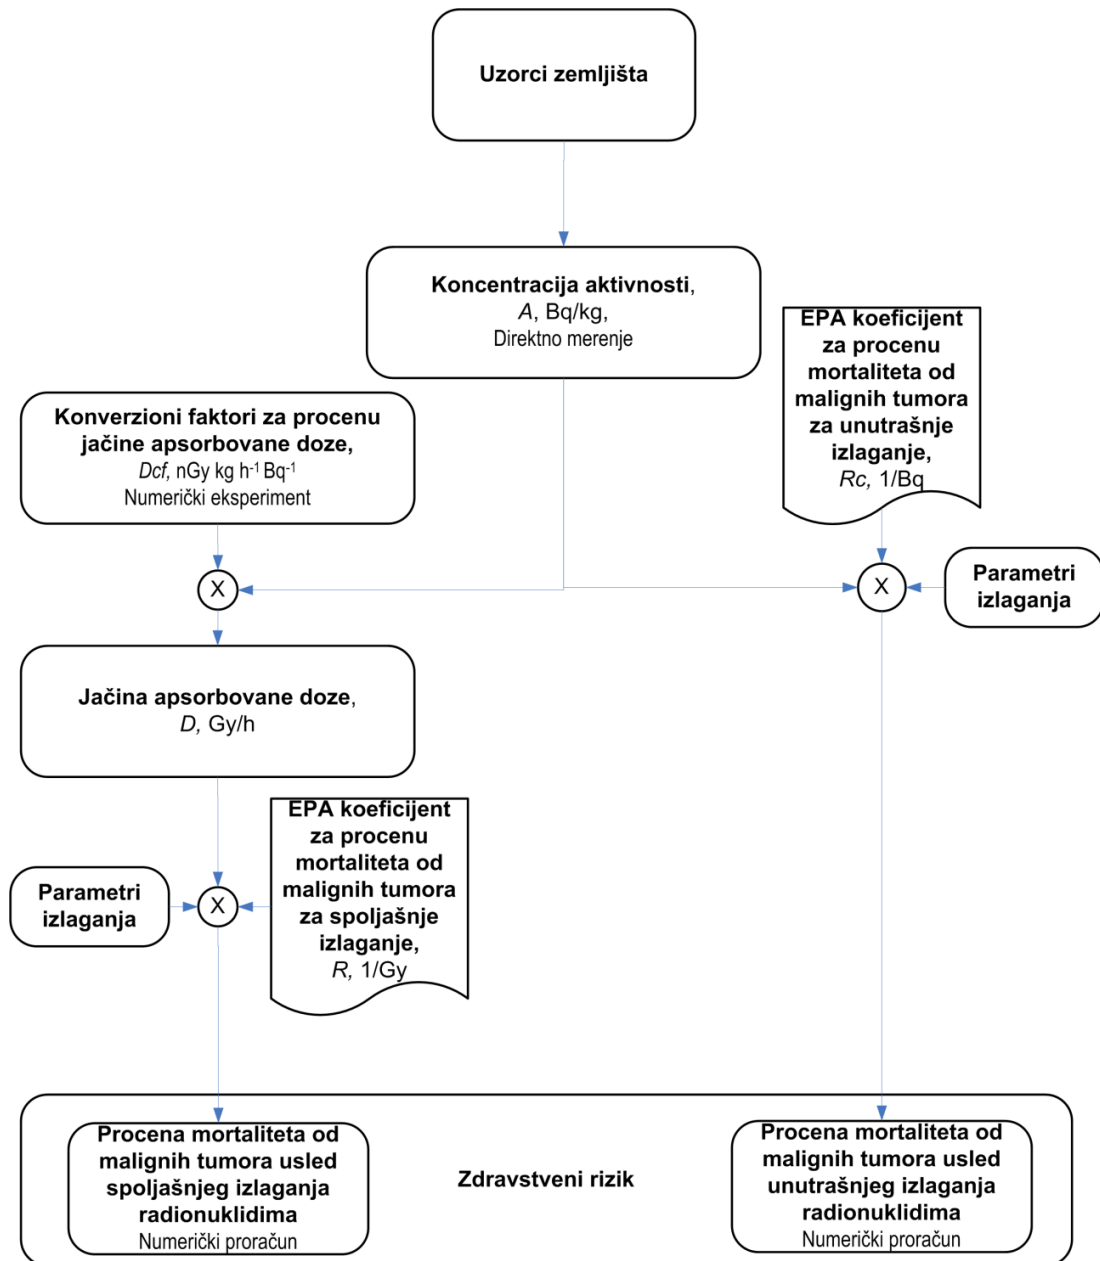 Uzorci zemljišta
Koncentracija aktivnosti,
A, Bq/kg,
Direktno merenje
EPA koeficijent
za procenu
mortaliteta od
malignih tumora
za unutrašnje
izlaganje,
Rc, 1/Bq
Konverzioni faktori za procenu
jačine apsorbovane doze,
Dcf, nGy kg h⁻¹ Bq⁻¹
Numerički eksperiment
X
X
Parametri
izlaganja
Jačina apsorbovane doze,
D, Gy/h
EPA koeficijent
za procenu
mortaliteta od
malignih tumora
za spoljašnje
izlaganje,
R, 1/Gy
Parametri
izlaganja
X
Procena mortaliteta od
malignih tumora usled
spoljašnjeg izlaganja
radionuklidima
Numerički proračun
Zdravstveni rizik
Procena mortaliteta od
malignih tumora usled
unutrašnjeg izlaganja
radionuklidima
Numerički proračun